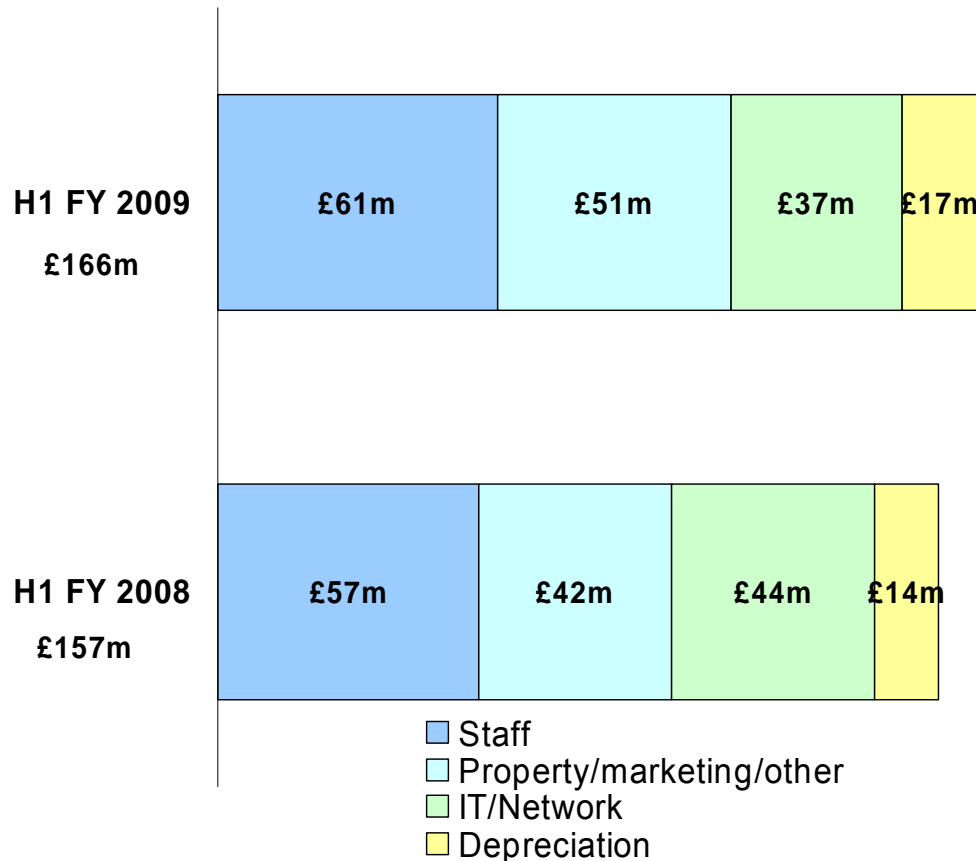 H1 FY 2009
£166m
£61m
£51m
£37m
£17m
H1 FY 2008
£157m
£57m
£42m
£44m
£14m
Staff
Property/marketing/other
IT/Network
Depreciation